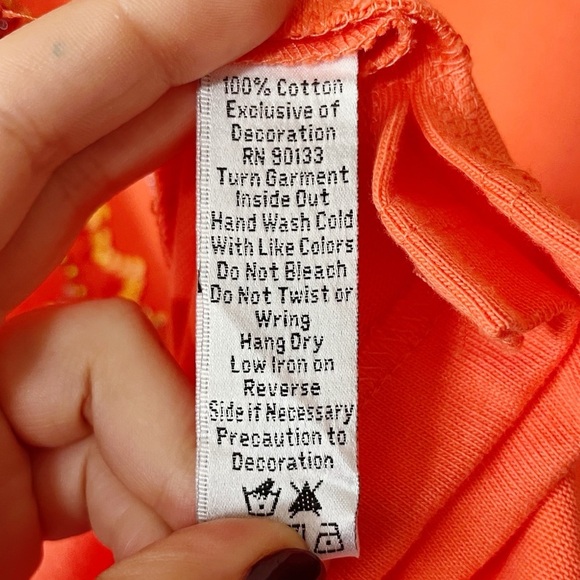 100% Cotton
Exclusive of
Decoration
RN 90133
Turn Garment
Inside Out
Hand Wash Cold
With Like Colors
Do Not Bleach
Do Not Twist or
Wring
Hang Dry
Low Iron on
Reverse
Side if Necessary
Precaution to
Decoration